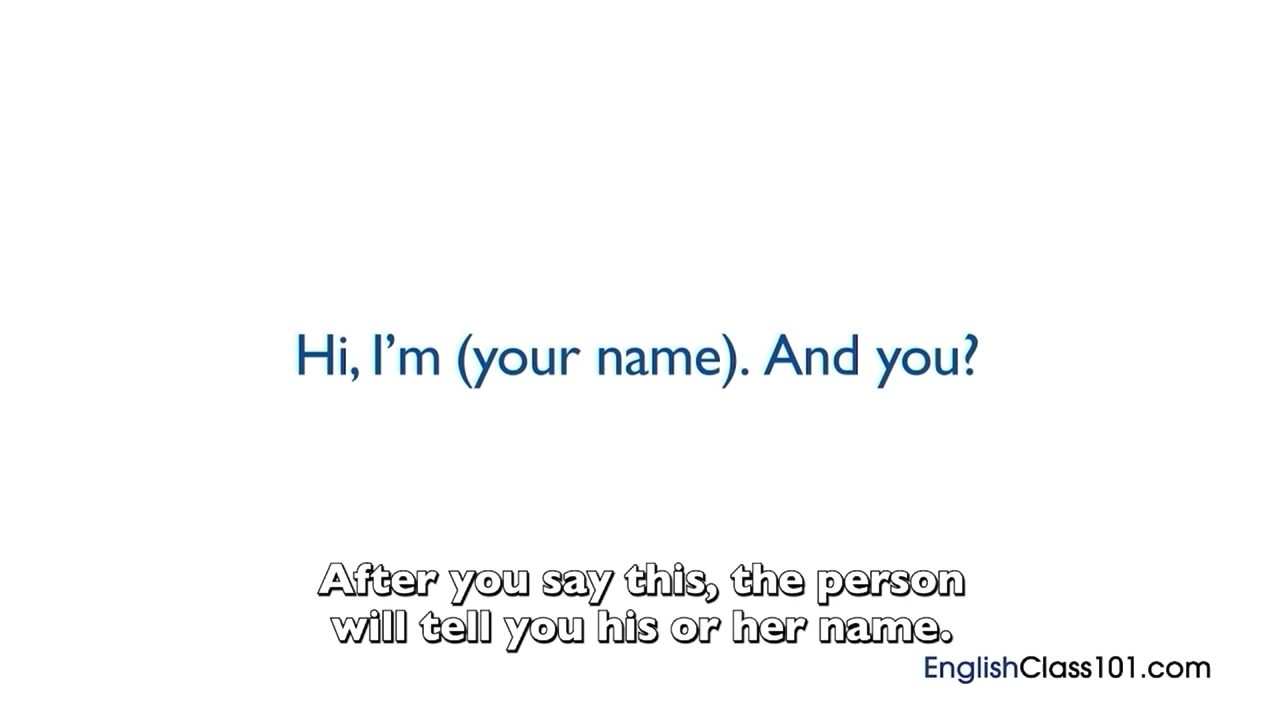 Hi, I'm (your name). And you?
After you say this, the person
will tell you his or her name.
EnglishClass101.com